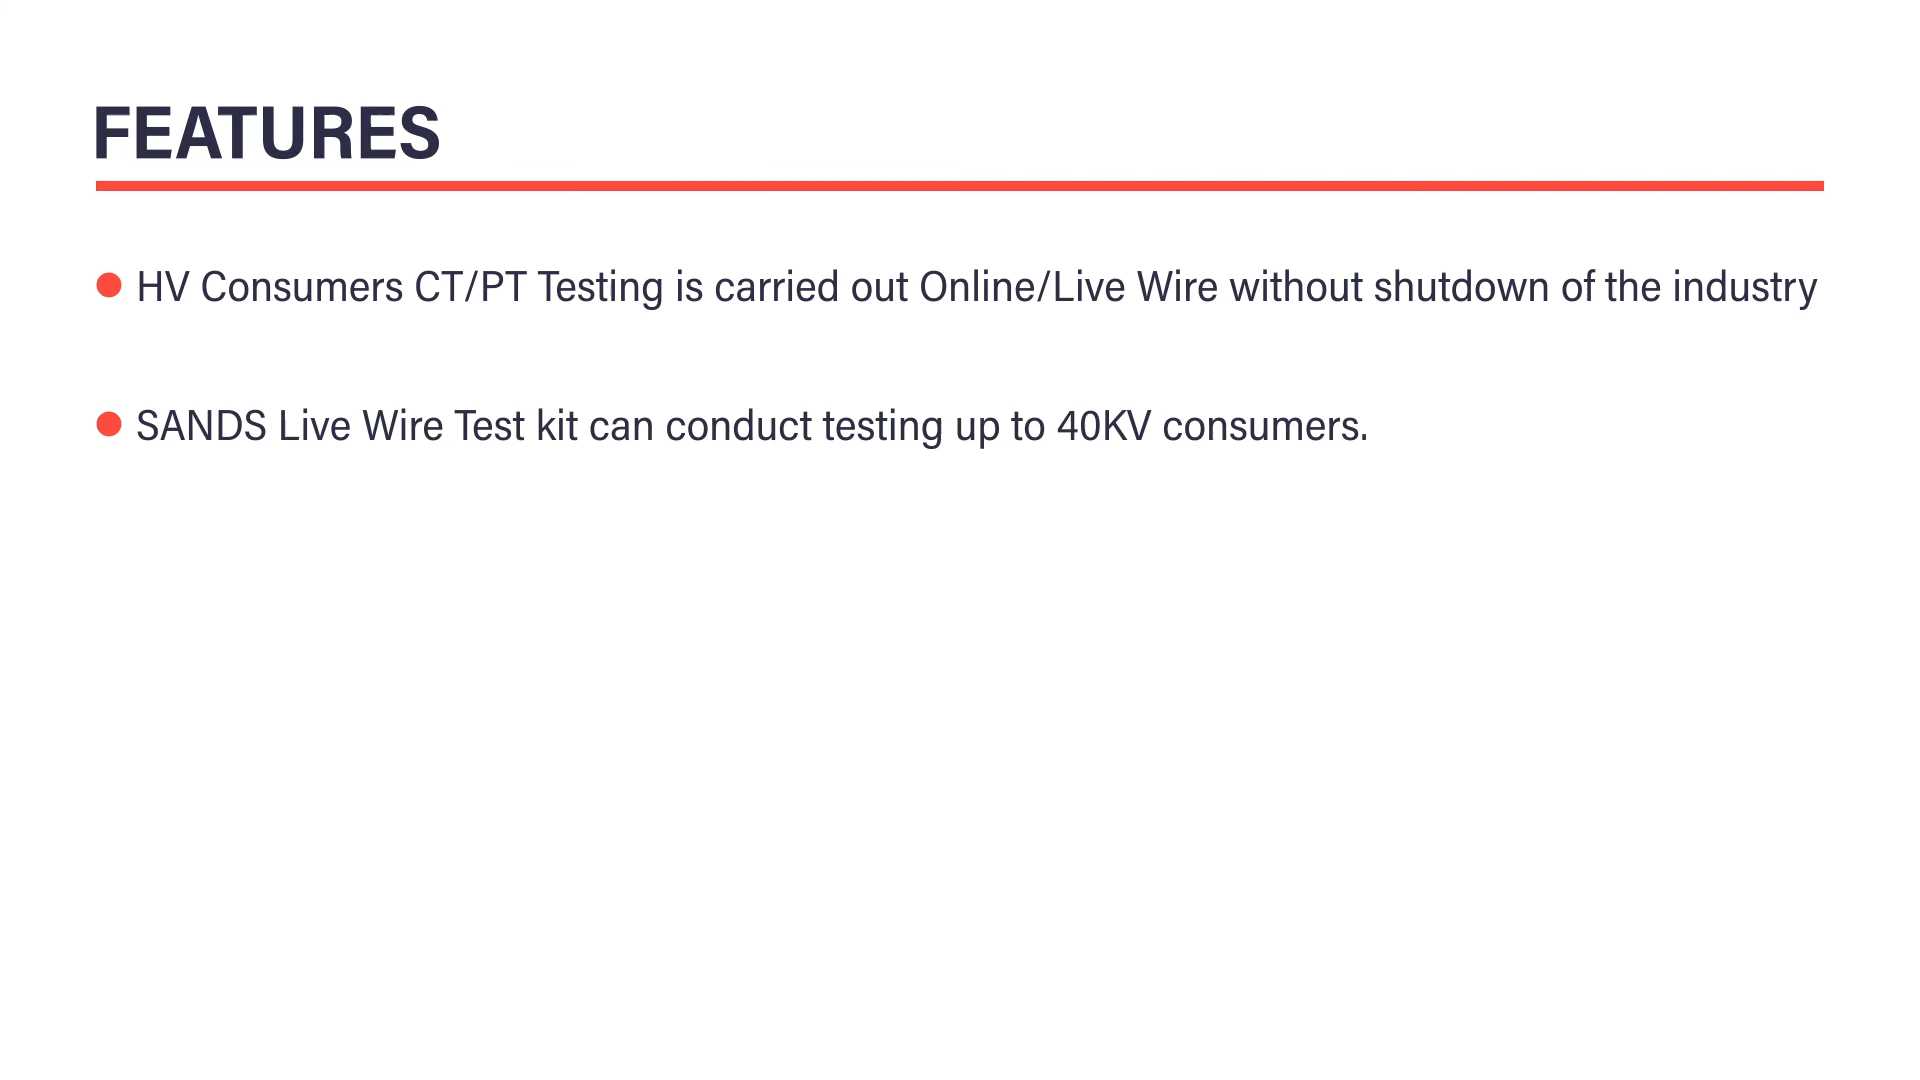 FEATURES
HV Consumers CT/PT Testing is carried out Online/Live Wire without shutdown of the industry
SANDS Live Wire Test kit can conduct testing up to 40KV consumers.